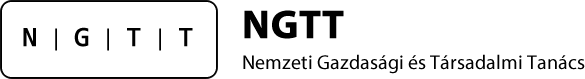 N | G | T | T
NGTT
Nemzeti Gazdasági és Társadalmi Tanács